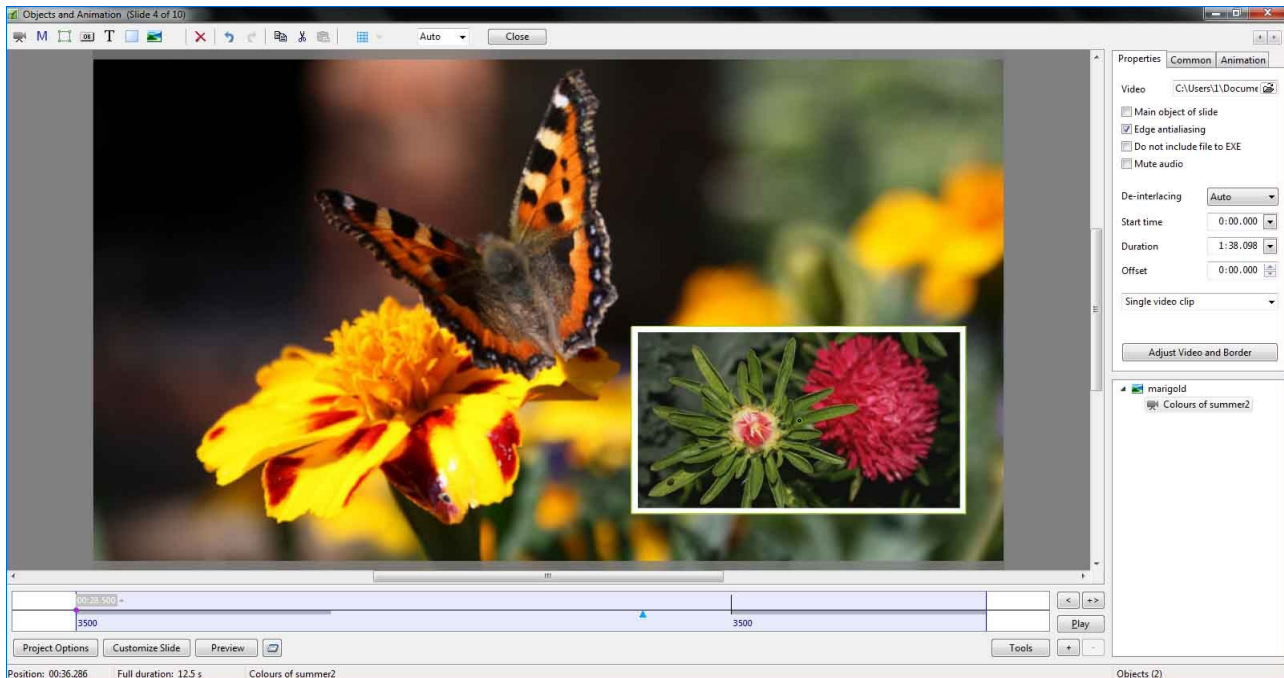 Objects and Animation (Slide 4 of 10)
M OK T Auto Close
Properties Common Animation
Video C:\Users\1\Docume
Main object of slide
Edge antialiasing
Do not include file to EXE
Mute audio
De-interlacing Auto
Start time 0:00.000
Duration 1:38.098
Offset 0:00.000
Single video clip
Adjust Video and Border
marigold
Colours of summer2
00:28.500
3500 3500
< +>
Play
Project Options Customize Slide Preview Tools + -
Position: 00:36.286 Full duration: 12.5 s Colours of summer2 Objects (2)